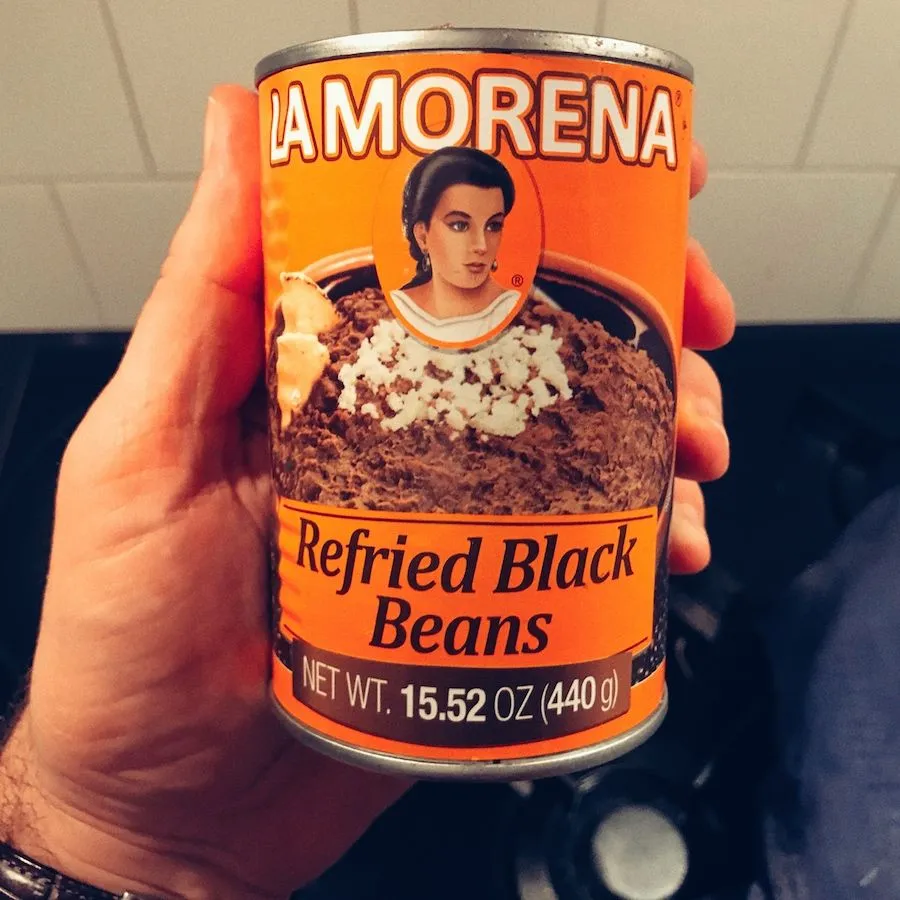 LA MORENA®
®
Refried Black
Beans
NET WT. 15.52 OZ (440 g)